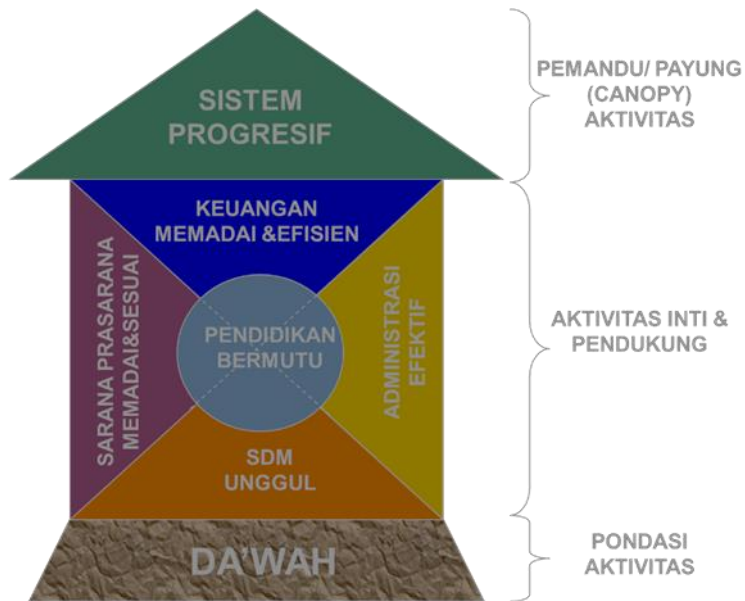 SISTEM
PROGRESIF
PEMANDU/ PAYUNG
(CANOPY)
AKTIVITAS
KEUANGAN
MEMADAI &EFISIEN
SARANA PRASARANA
MEMADAI&SESUAI
PENDIDIKAN
BERMUTU
ADMINISTRASI
EFEKTIF
SDM
UNGGUL
AKTIVITAS INTI &
PENDUKUNG
DA'WAH
PONDASI
AKTIVITAS